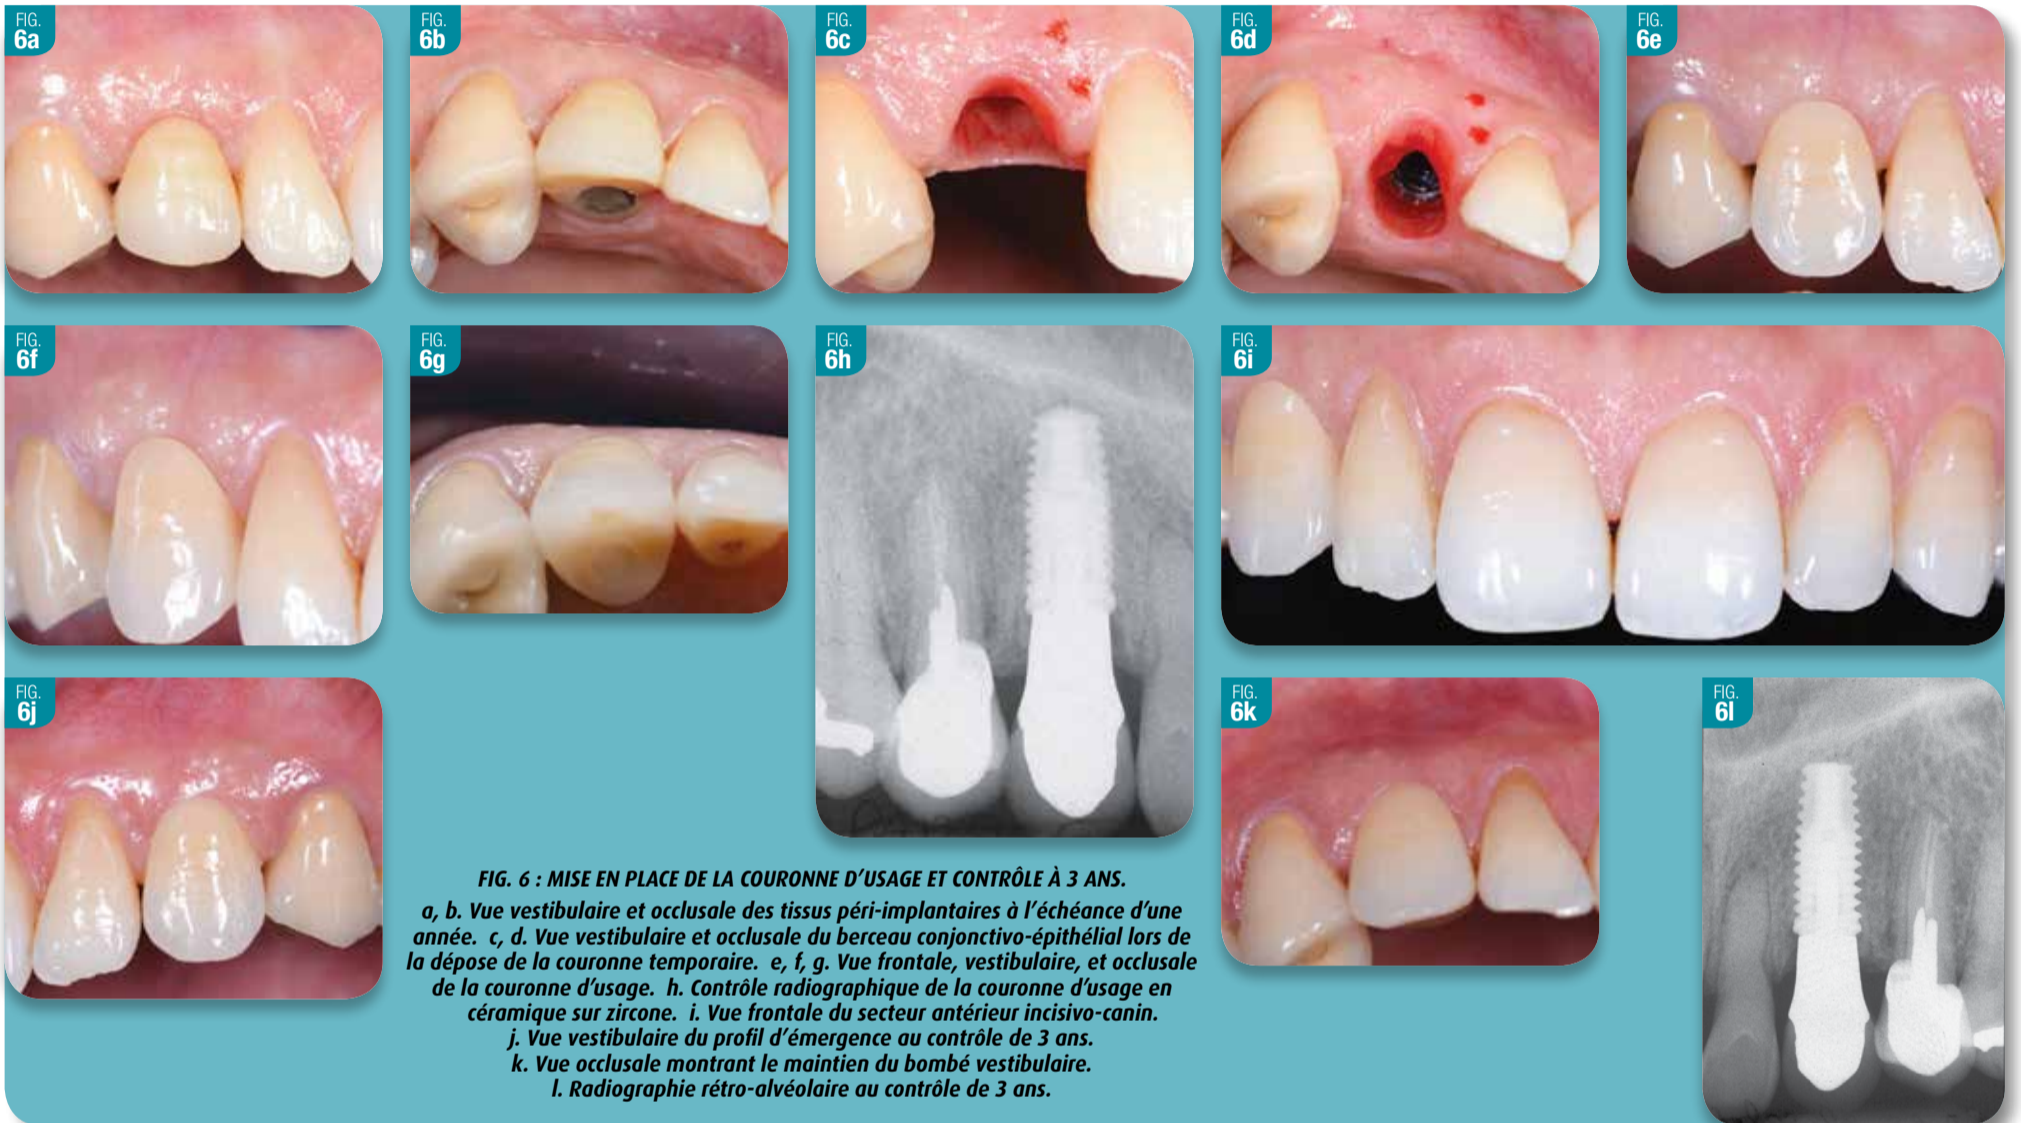 FIG.
6a
FIG.
6b
FIG.
6c
FIG.
6d
FIG.
6e
FIG.
6f
FIG.
6g
FIG.
6h
FIG.
6i
FIG.
6j
FIG.
6k
FIG.
6l
FIG. 6 : MISE EN PLACE DE LA COURONNE D’USAGE ET CONTRÔLE À 3 ANS.
a, b. Vue vestibulaire et occlusale des tissus péri-implantaires à l’échéance d’une
année. c, d. Vue vestibulaire et occlusale du berceau conjonctivo-épithélial lors de
la dépose de la couronne temporaire. e, f, g. Vue frontale, vestibulaire, et occlusale
de la couronne d’usage. h. Contrôle radiographique de la couronne d’usage en
céramique sur zircone. i. Vue frontale du secteur antérieur incisivo-canin.
j. Vue vestibulaire du profil d’émergence au contrôle de 3 ans.
k. Vue occlusale montrant le maintien du bombé vestibulaire.
l. Radiographie rétro-alvéolaire au contrôle de 3 ans.